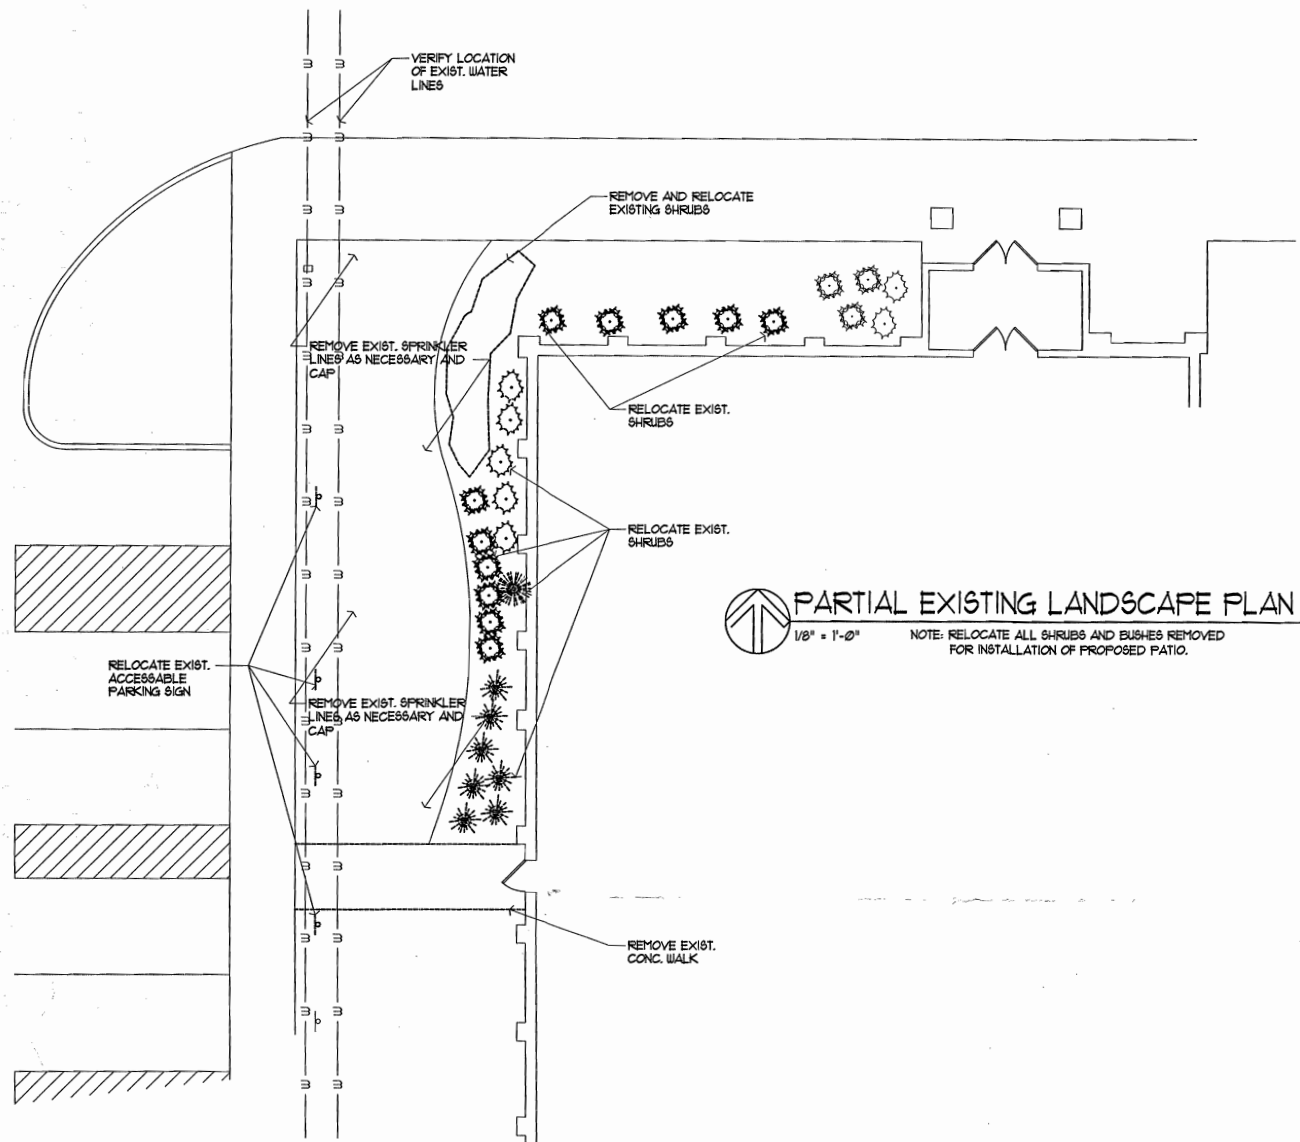 VERIFY LOCATION
OF EXIST. WATER
LINES
REMOVE AND RELOCATE
EXISTING SHRUBS
REMOVE EXIST. SPRINKLER
LINES AS NECESSARY AND
CAP
RELOCATE EXIST.
SHRUBS
RELOCATE EXIST.
SHRUBS
PARTIAL EXISTING LANDSCAPE PLAN
1/8" = 1'-0"
NOTE: RELOCATE ALL SHRUBS AND BUSHES REMOVED
FOR INSTALLATION OF PROPOSED PATIO.
RELOCATE EXIST.
ACCESSABLE
PARKING SIGN
REMOVE EXIST. SPRINKLER
LINES AS NECESSARY AND
CAP
REMOVE EXIST.
CONC. WALK